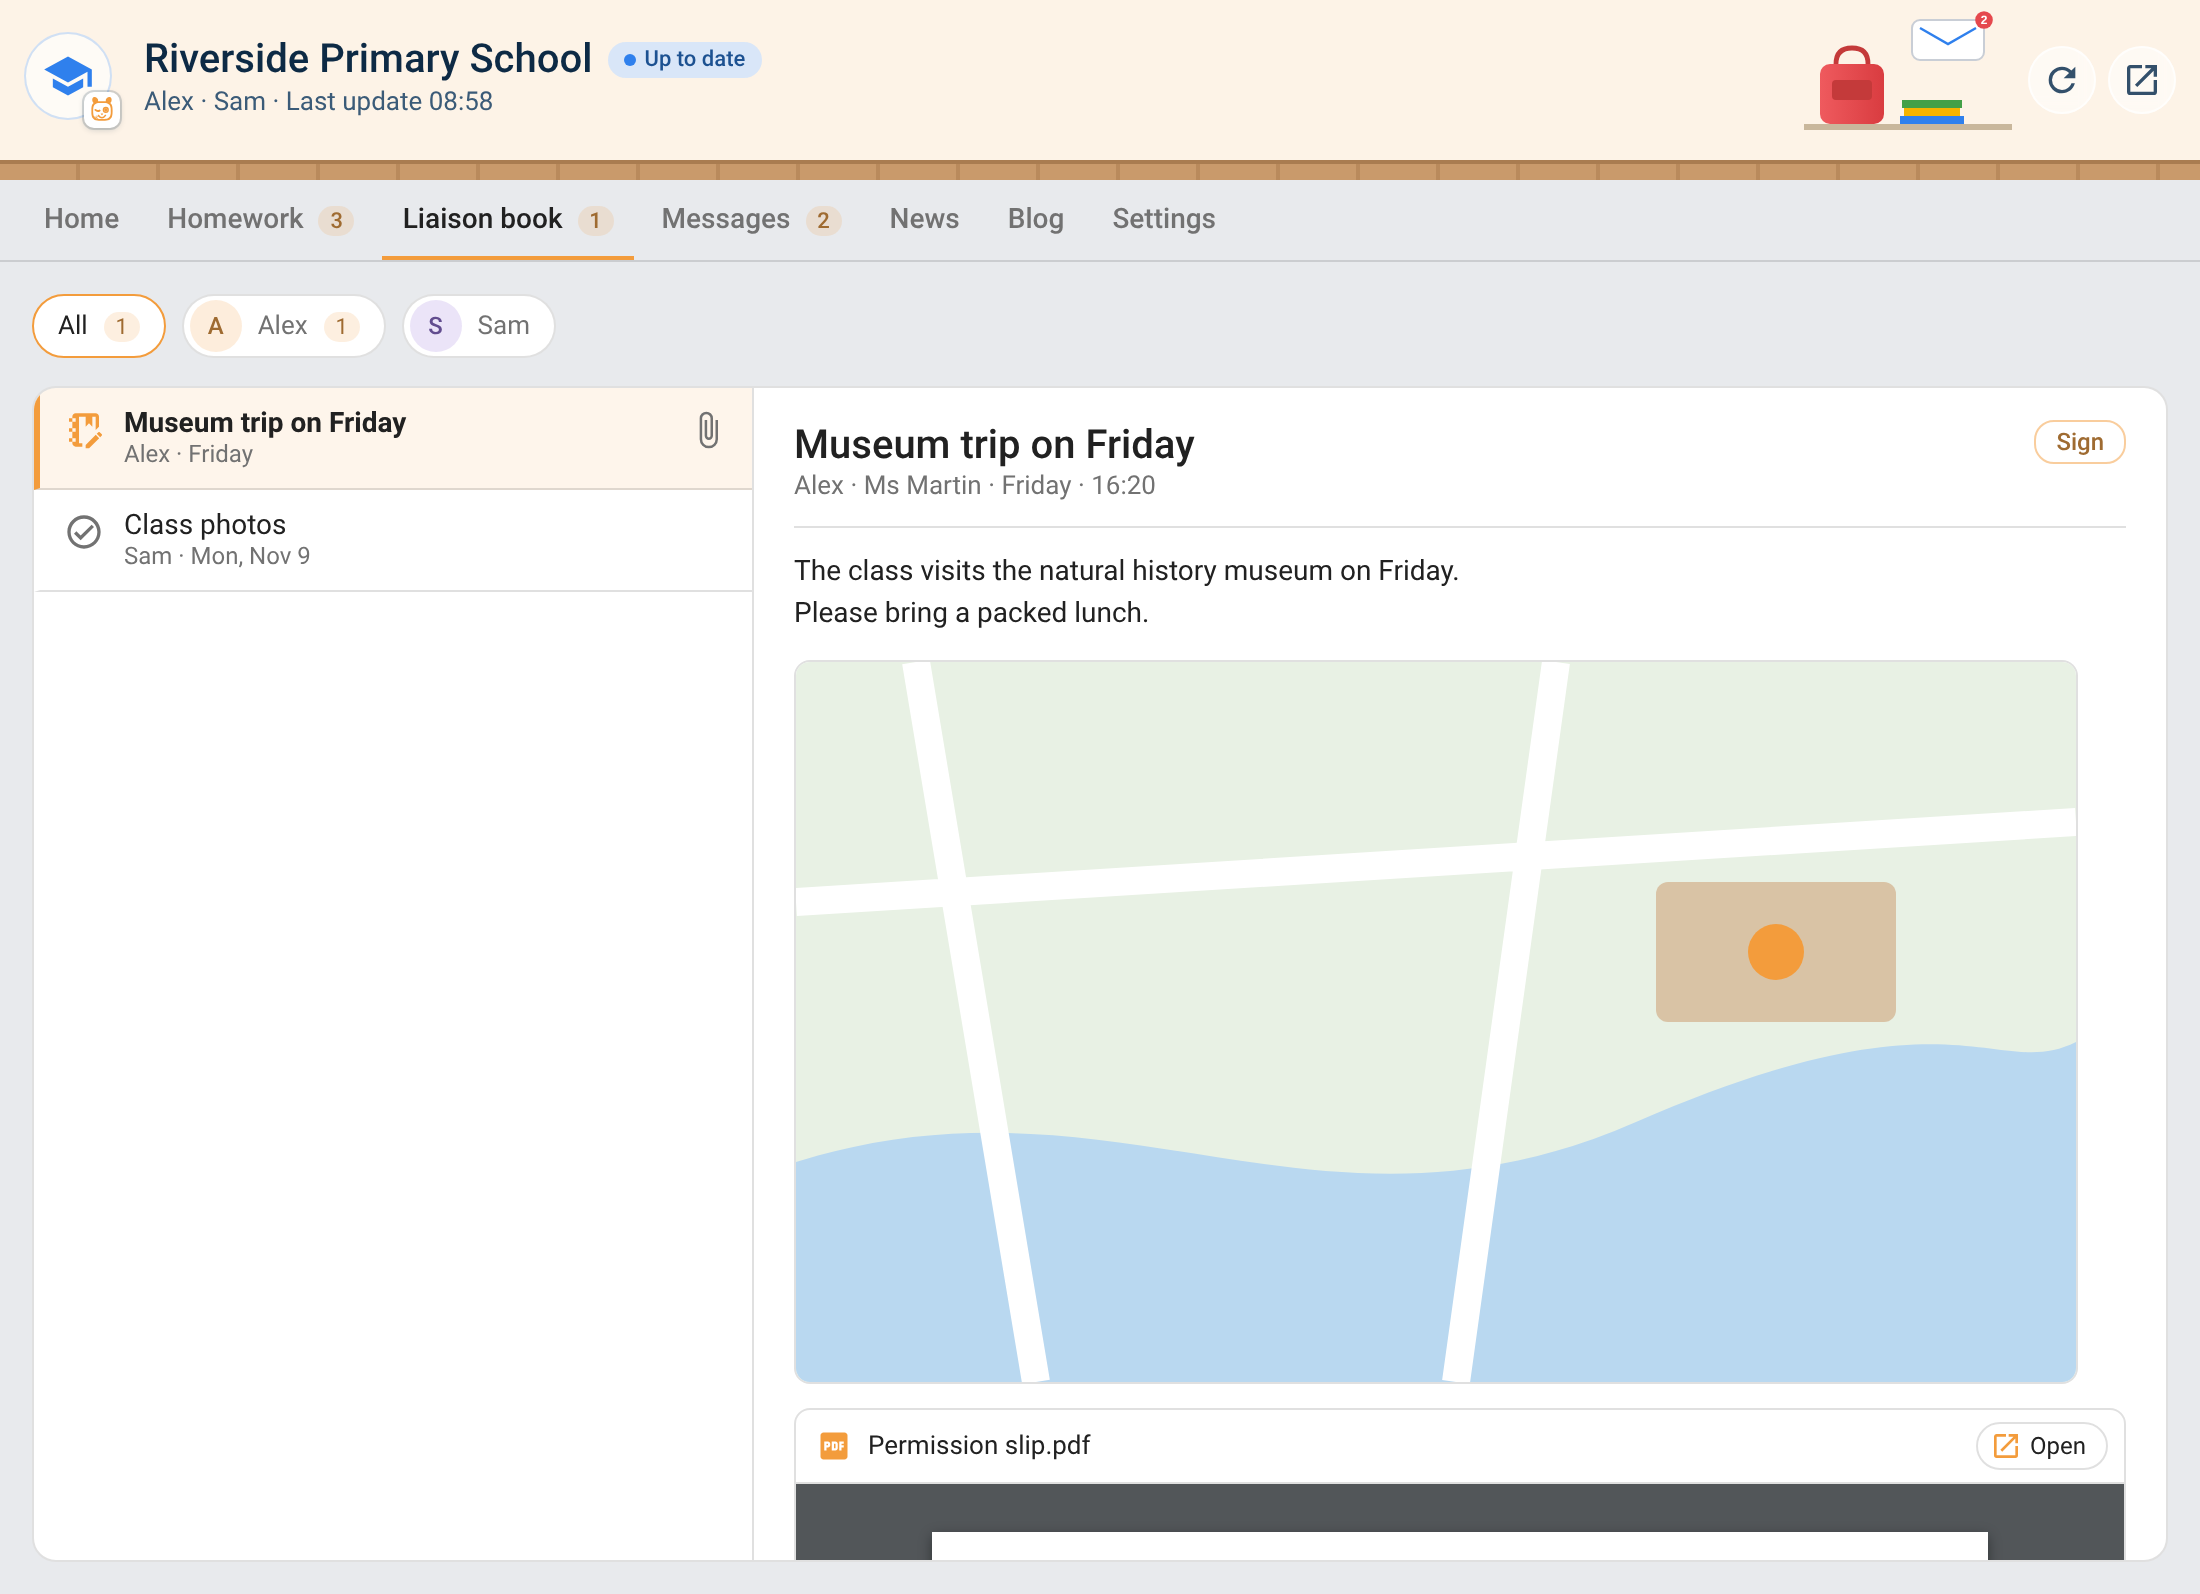 Riverside Primary School
Up to date
Alex · Sam · Last update 08:58
2
Home
Homework 3
Liaison book 1
Messages 2
News
Blog
Settings
All 1
A Alex 1
S Sam
Museum trip on Friday
Alex · Friday
Class photos
Sam · Mon, Nov 9
Museum trip on Friday
Sign
Alex · Ms Martin · Friday · 16:20
The class visits the natural history museum on Friday.
Please bring a packed lunch.
PDF Permission slip.pdf
Open